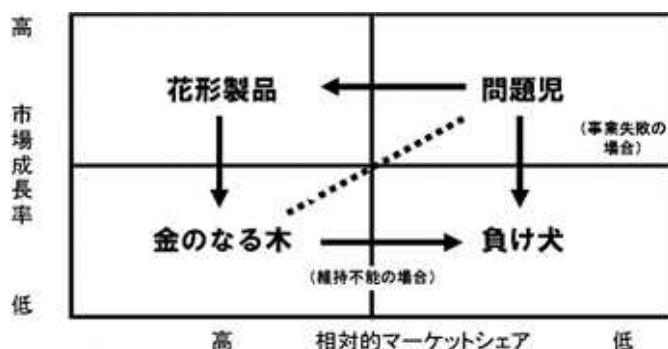 高
花形製品
問題児
市場成長率
(事業失敗の
場合)
金のなる木
負け犬
(維持不能の場合)
低
高
相対的マーケットシェア
低